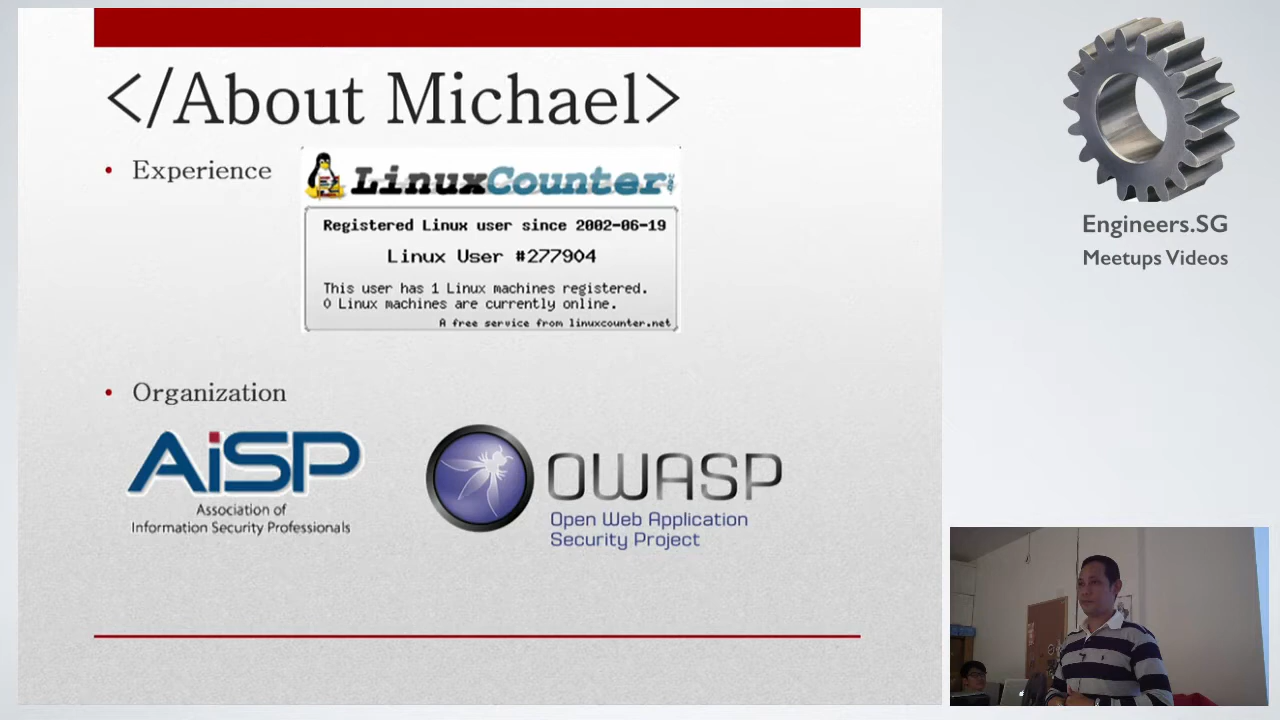 </About Michael>
• Experience
LinuxCounter
Registered Linux user since 2002-06-19
Linux User #277904
This user has 1 Linux machines registered.
0 Linux machines are currently online.
A free service from linuxcounter.net
• Organization
AiSP
Association of
Information Security Professionals
OWASP
Open Web Application
Security Project
Engineers.SG
Meetups Videos